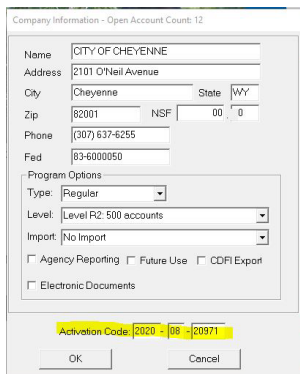 Company Information - Open Account Count: 12
Name CITY OF CHEYENNE
Address 2101 O'Neil Avenue
City Cheyenne State WY
Zip 82001 NSF 00 . 0
Phone (307) 637-6255
Fed 83-6000050
Program Options
Type: Regular
Level: Level R2: 500 accounts
Import: No Import
Agency Reporting Future Use CDFI Export
Electronic Documents
Activation Code: 2020 - 08 - 20971
OK Cancel